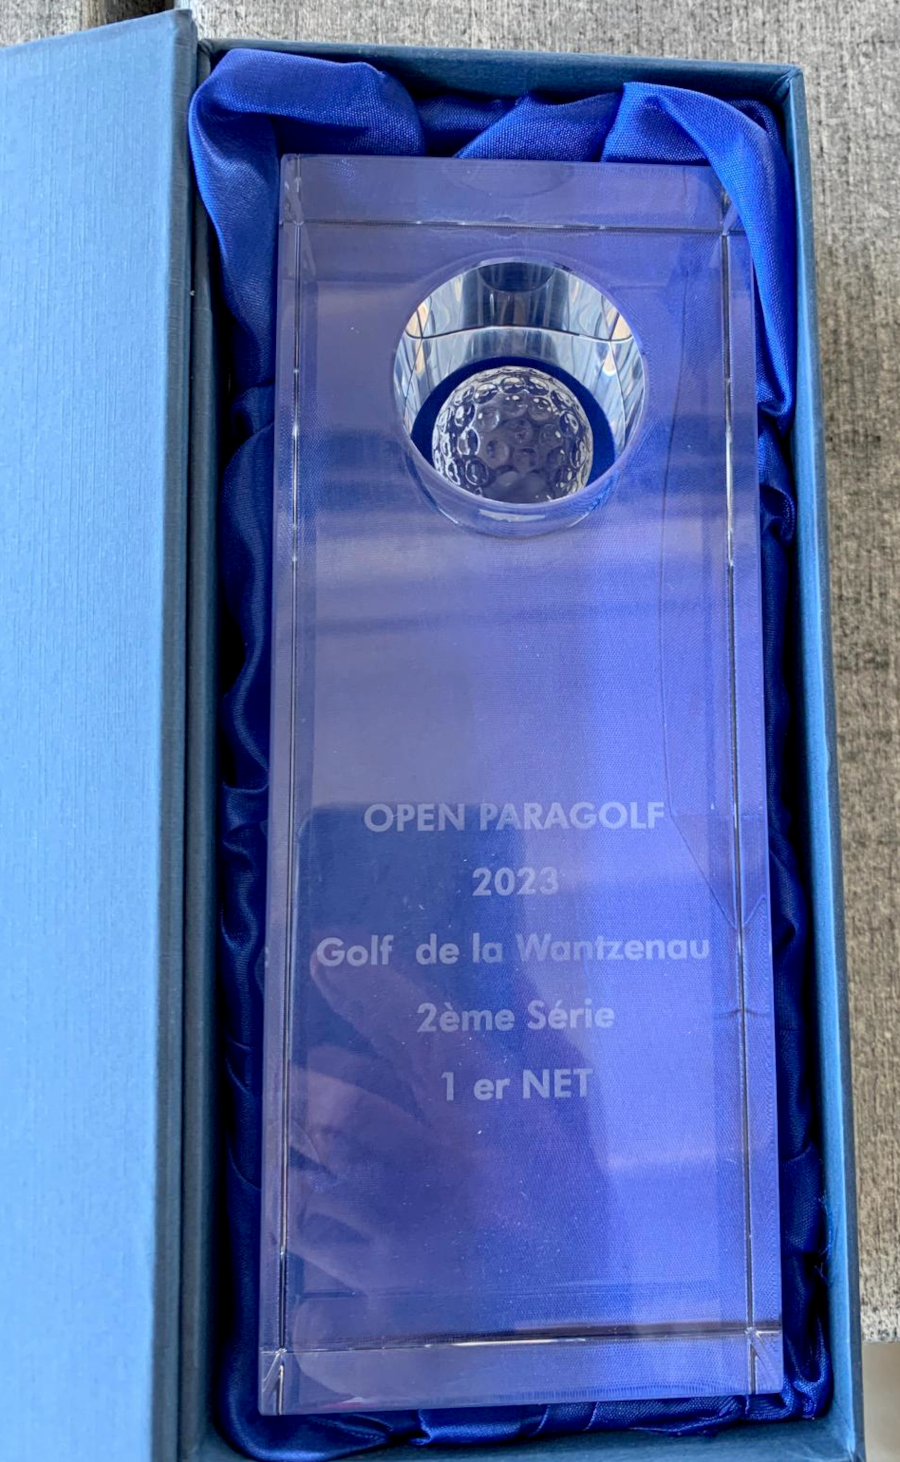 OPEN PARAGOLF
2023
Golf de la Wantzenau
2ème Série
1 er NET